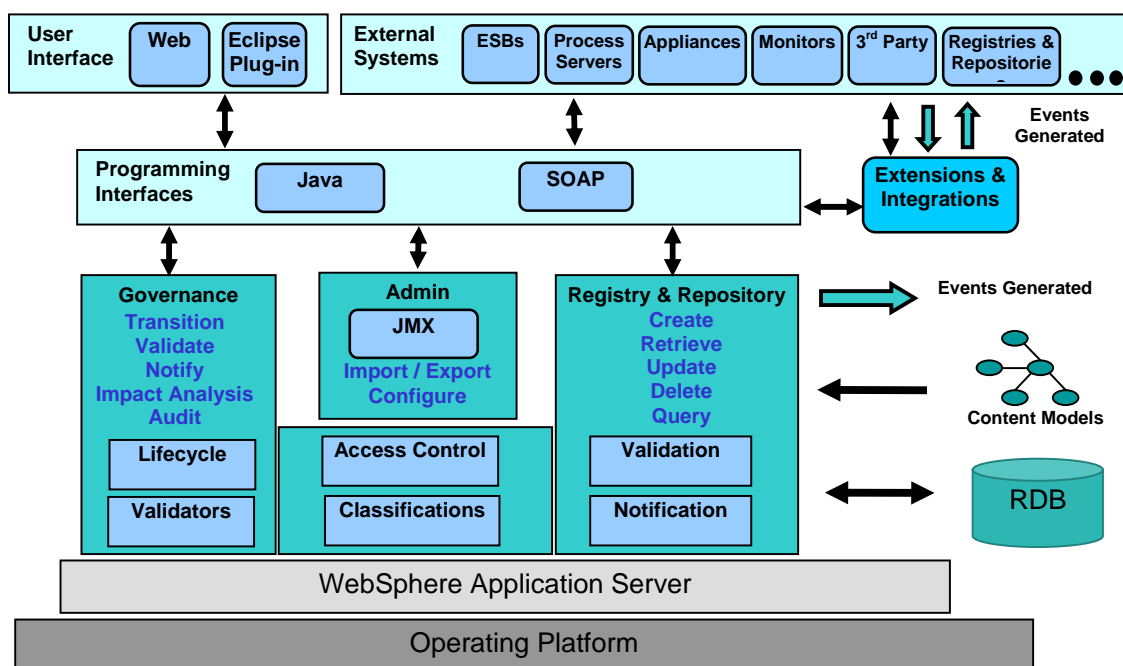 User
Interface
Web
Eclipse
Plug-in
External
Systems
ESBs
Process
Servers
Appliances
Monitors
3rd Party
Registries &
Repositorie
Events
Generated
Programming
Interfaces
Java
SOAP
Extensions &
Integrations
Governance
Transition
Validate
Notify
Impact Analysis
Audit
Lifecycle
Validators
Admin
JMX
Import / Export
Configure
Access Control
Classifications
Registry & Repository
Create
Retrieve
Update
Delete
Query
Validation
Notification
Events Generated
Content Models
RDB
WebSphere Application Server
Operating Platform